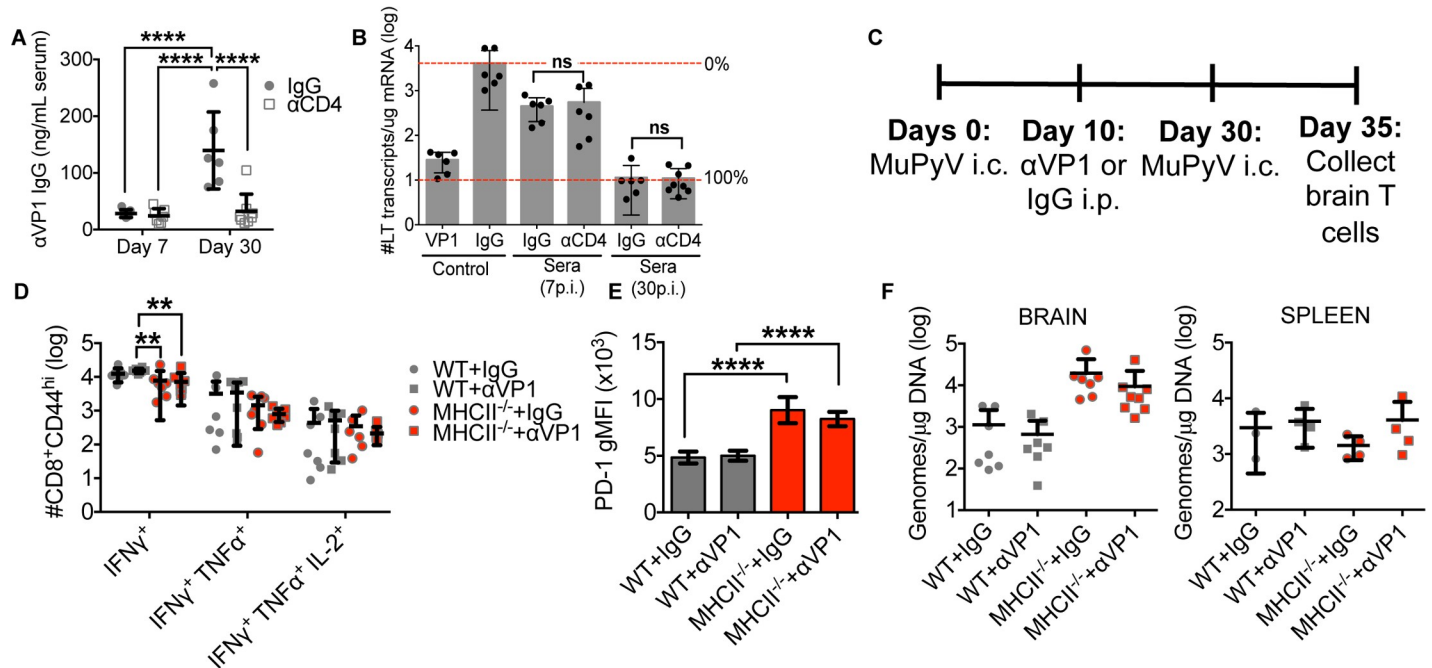 A
αVP1 IgG (ng/mL serum)
300
200
100
0
****
**** ****
IgG
αCD4
Day 7 Day 30
B
#LT transcripts/ug mRNA (log)
4
3
2
1
0
ns
ns
0%
100%
VP1 IgG IgG αCD4 IgG αCD4
Control Sera Sera
(7p.i.) (30p.i.)
C
Days 0: Day 10: Day 30: Day 35:
MuPyV i.c. αVP1 or MuPyV i.c. Collect
IgG i.p. brain T
cells
D
#CD8⁺CD44ʰⁱ (log)
5
4
3
2
1
0
**
**
WT+IgG
WT+αVP1
MHCII⁻/⁻+IgG
MHCII⁻/⁻+αVP1
IFNγ⁺
IFNγ⁺ TNFα⁺
IFNγ⁺ TNFα⁺ IL-2⁺
E
PD-1 gMFI (x103)
15
10
5
0
****
****
WT+IgG
WT+αVP1
MHCII⁻/⁻+IgG
MHCII⁻/⁻+αVP1
F
BRAIN
Genomes/µg DNA (log)
5
4
3
2
1
WT+IgG
WT+αVP1
MHCII⁻/⁻+IgG
MHCII⁻/⁻+αVP1
SPLEEN
Genomes/µg DNA (log)
5
4
3
2
WT+IgG
WT+αVP1
MHCII⁻/⁻+IgG
MHCII⁻/⁻+αVP1